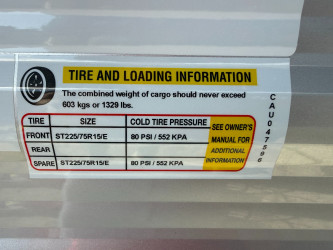 TIRE AND LOADING INFORMATION
The combined weight of cargo should never exceed
603 kgs or 1329 lbs.
TIRE SIZE COLD TIRE PRESSURE SEE OWNER'S MANUAL FOR ADDITIONAL INFORMATION
FRONT ST225/75R15/E 80 PSI / 552 KPA
REAR
SPARE ST225/75R15/E 80 PSI / 552 KPA